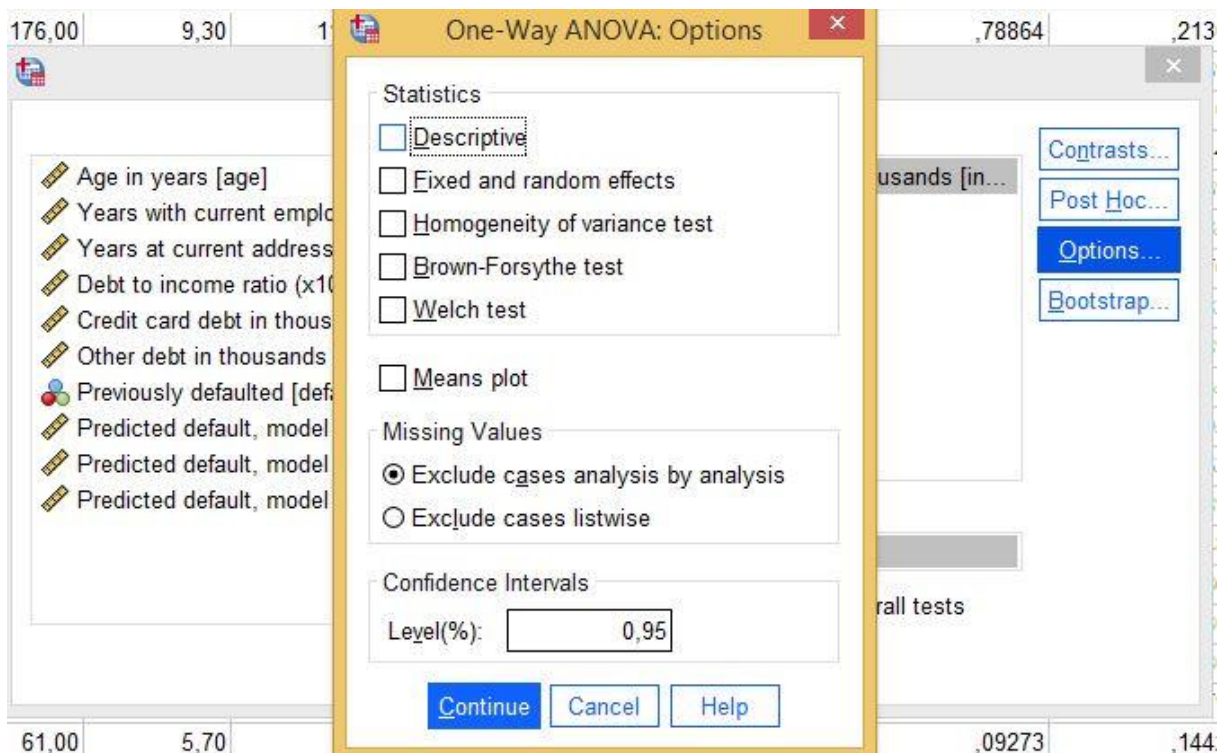 176,00 9,30 1 One-Way ANOVA: Options ,78864 ,213
Statistics
Descriptive
Fixed and random effects
Homogeneity of variance test
Brown-Forsythe test
Welch test
Means plot
Missing Values
Exclude cases analysis by analysis
Exclude cases listwise
Confidence Intervals
Level(%): 0,95
Continue Cancel Help
Age in years [age]
Years with current emplo
Years at current address
Debt to income ratio (x10
Credit card debt in thous
Other debt in thousands
Previously defaulted [defa
Predicted default, model
Predicted default, model
Predicted default, model
usands [in...
rall tests
Contrasts...
Post Hoc...
Options...
Bootstrap...
61,00 5,70 ,09273 ,144